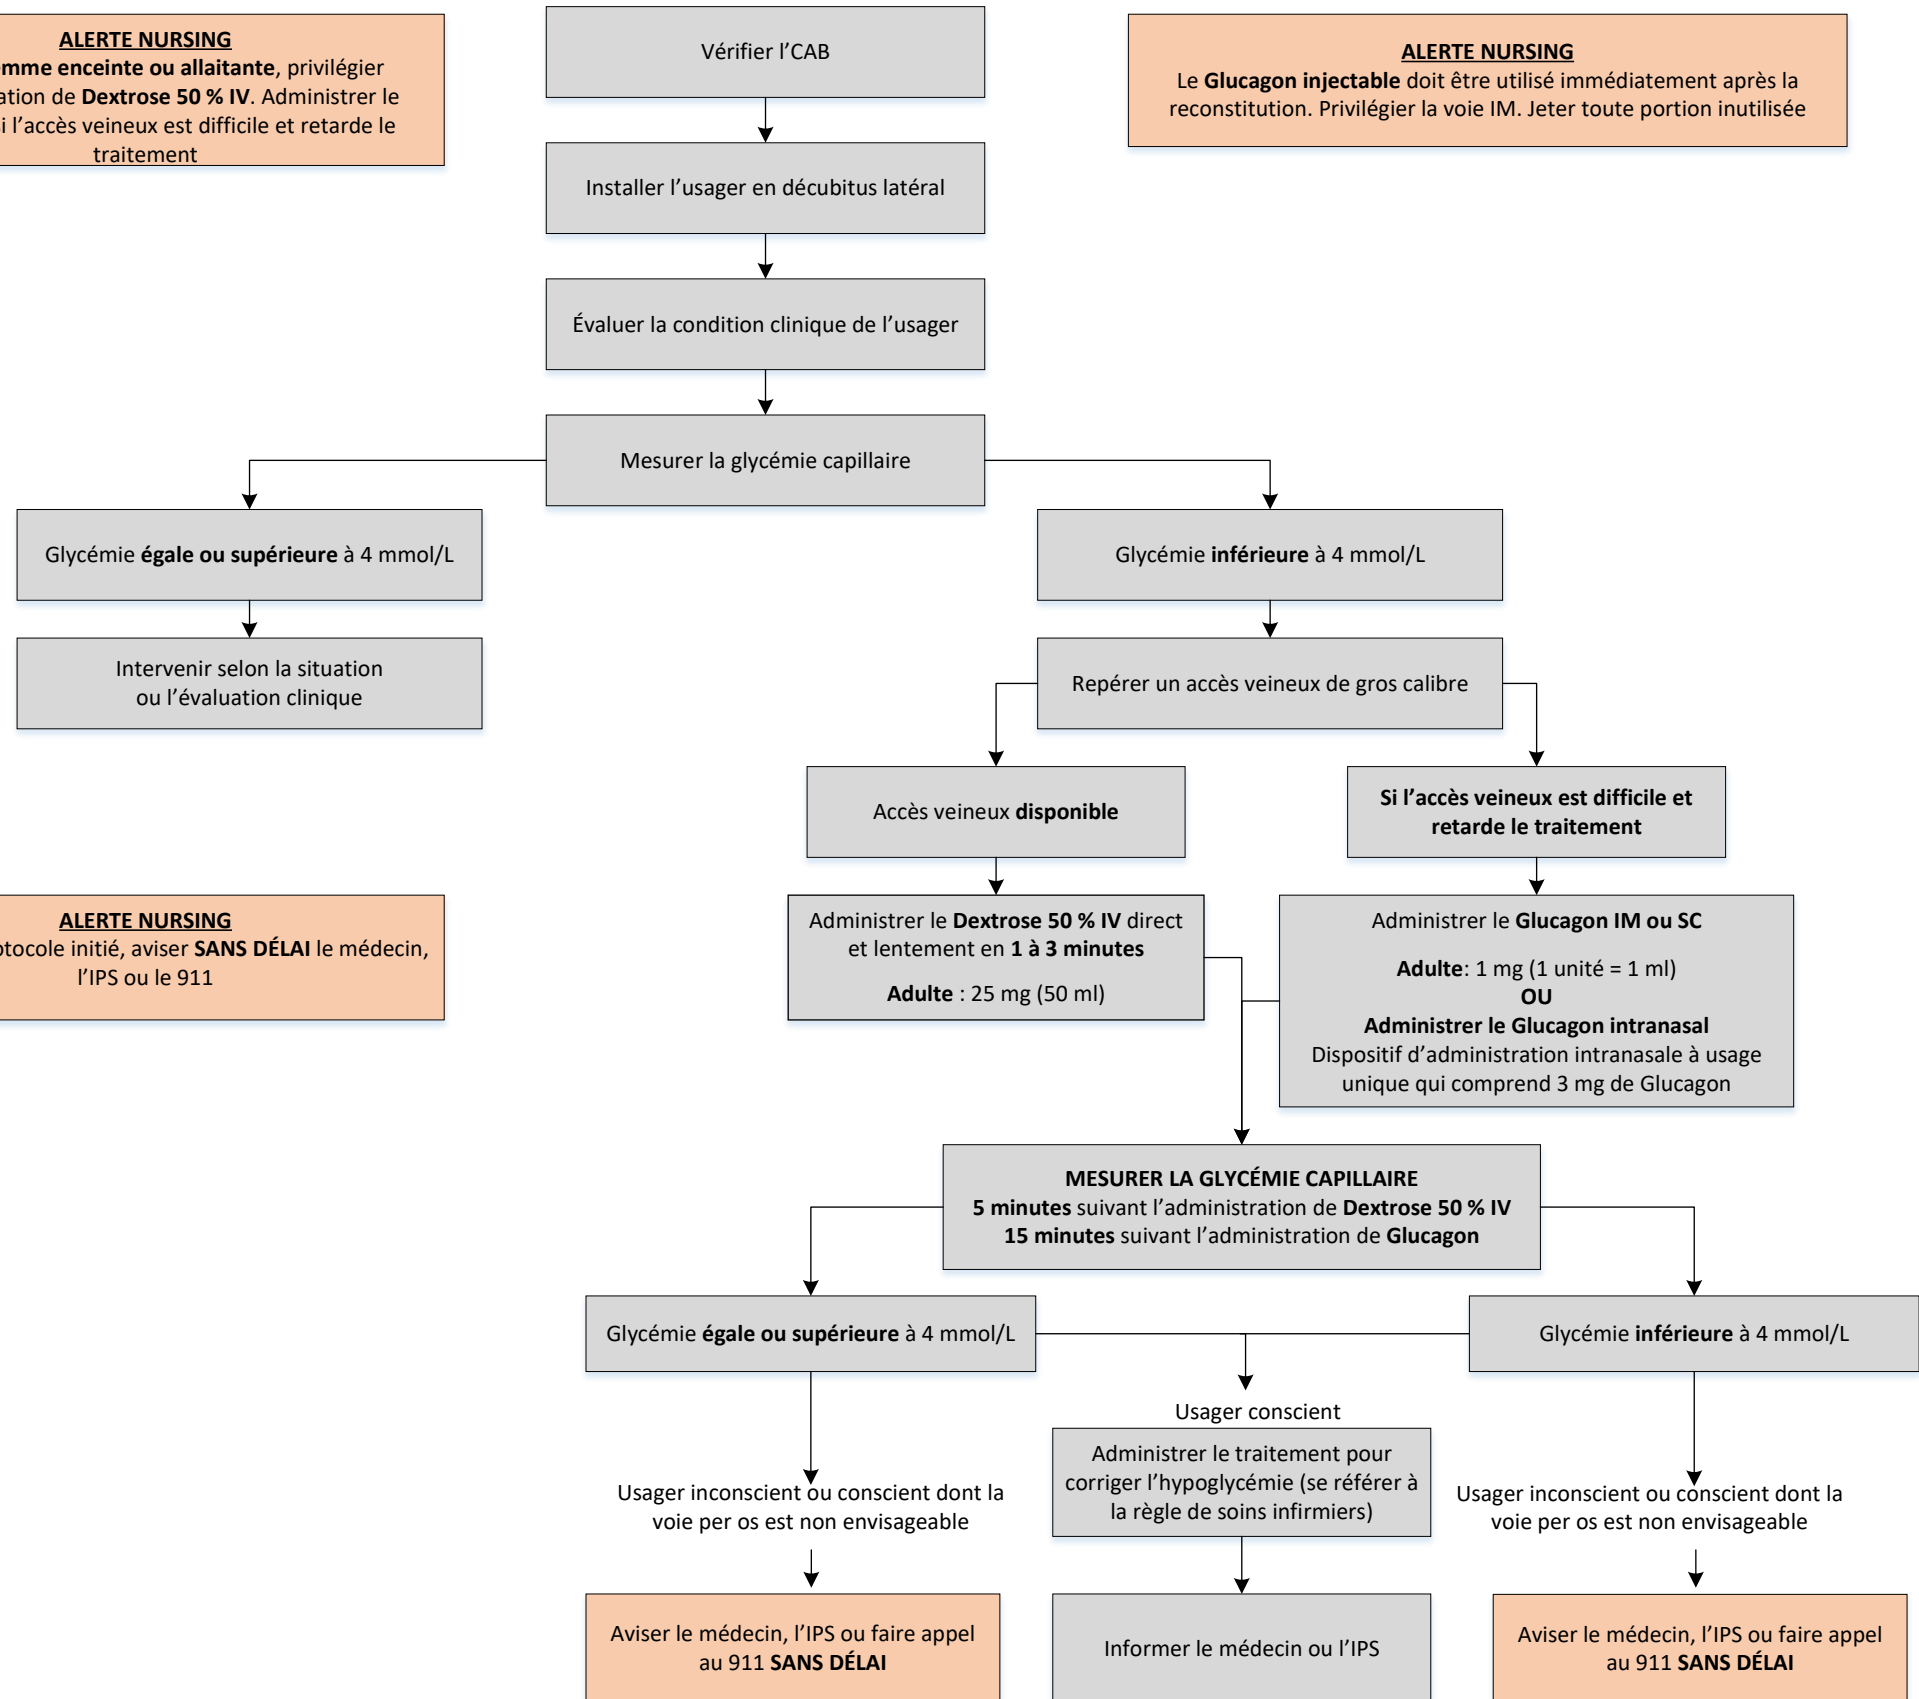 ALERTE NURSING
enceinte ou allaitante, privilégier
de Dextrose 50 % IV. Administrer le
l’accès veineux est difficile et retarde le
traitement
Vérifier l’CAB
ALERTE NURSING
Le Glucagon injectable doit être utilisé immédiatement après la
reconstitution. Privilégier la voie IM. Jeter toute portion inutilisée
Installer l’usager en décubitus latéral
Évaluer la condition clinique de l’usager
Mesurer la glycémie capillaire
Glycémie égale ou supérieure à 4 mmol/L
Glycémie inférieure à 4 mmol/L
Intervenir selon la situation
ou l’évaluation clinique
Repérer un accès veineux de gros calibre
Accès veineux disponible
Si l’accès veineux est difficile et
retarde le traitement
ALERTE NURSING
initié, aviser SANS DÉLAI le médecin,
l’IPS ou le 911
Administrer le Dextrose 50 % IV direct
et lentement en 1 à 3 minutes
Adulte : 25 mg (50 ml)
Administrer le Glucagon IM ou SC
Adulte: 1 mg (1 unité = 1 ml)
OU
Administrer le Glucagon intranasal
Dispositif d’administration intranasale à usage
unique qui comprend 3 mg de Glucagon
MESURER LA GLYCÉMIE CAPILLAIRE
5 minutes suivant l’administration de Dextrose 50 % IV
15 minutes suivant l’administration de Glucagon
Glycémie égale ou supérieure à 4 mmol/L
Glycémie inférieure à 4 mmol/L
Usager conscient
Administrer le traitement pour
corriger l’hypoglycémie (se référer à
la règle de soins infirmiers)
Usager inconscient ou conscient dont la
voie per os est non envisageable
Usager inconscient ou conscient dont la
voie per os est non envisageable
Aviser le médecin, l’IPS ou faire appel
au 911 SANS DÉLAI
Informer le médecin ou l’IPS
Aviser le médecin, l’IPS ou faire appel
au 911 SANS DÉLAI